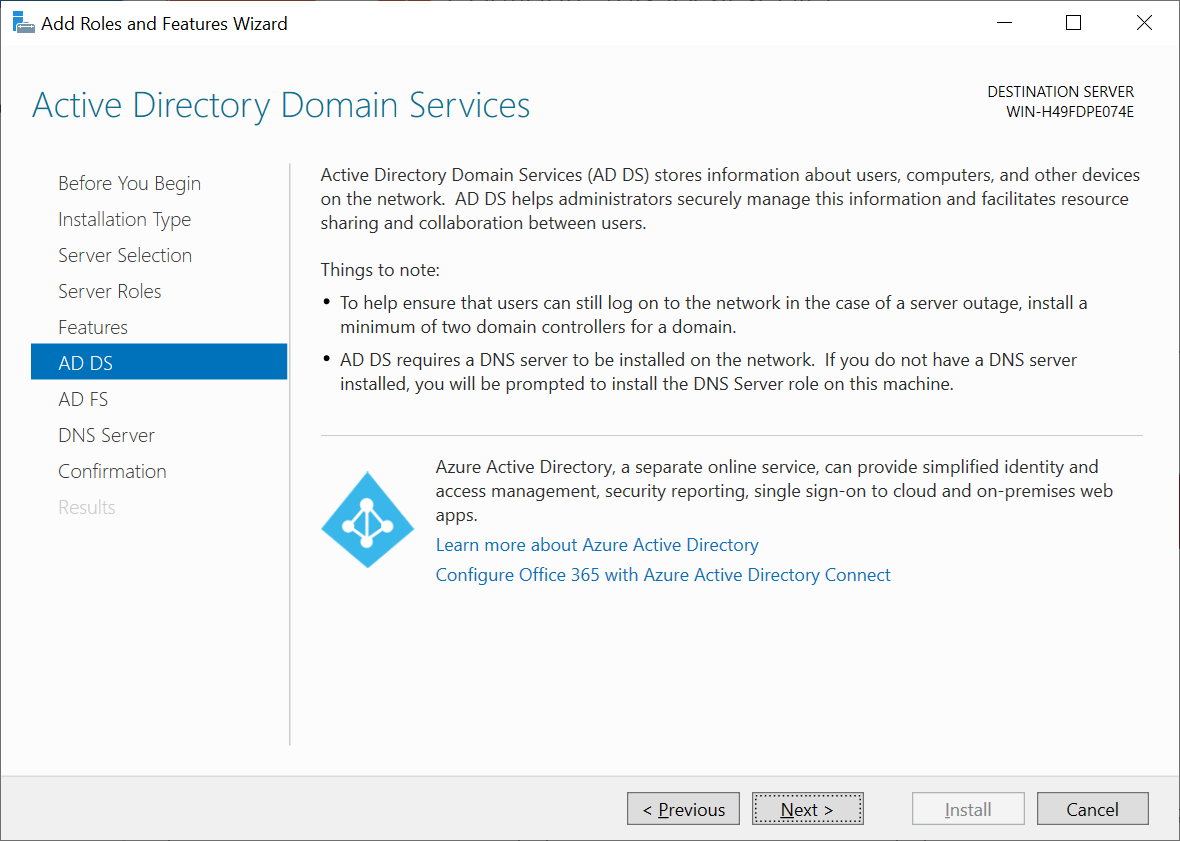 Add Roles and Features Wizard
Active Directory Domain Services
DESTINATION SERVER
WIN-H49FDPE074E
Before You Begin
Installation Type
Server Selection
Server Roles
Features
AD DS
AD FS
DNS Server
Confirmation
Results
Active Directory Domain Services (AD DS) stores information about users, computers, and other devices
on the network.  AD DS helps administrators securely manage this information and facilitates resource
sharing and collaboration between users.
Things to note:
• To help ensure that users can still log on to the network in the case of a server outage, install a
minimum of two domain controllers for a domain.
• AD DS requires a DNS server to be installed on the network.  If you do not have a DNS server
installed, you will be prompted to install the DNS Server role on this machine.
Azure Active Directory, a separate online service, can provide simplified identity and
access management, security reporting, single sign-on to cloud and on-premises web
apps.
Learn more about Azure Active Directory
Configure Office 365 with Azure Active Directory Connect
< Previous
Next >
Install
Cancel